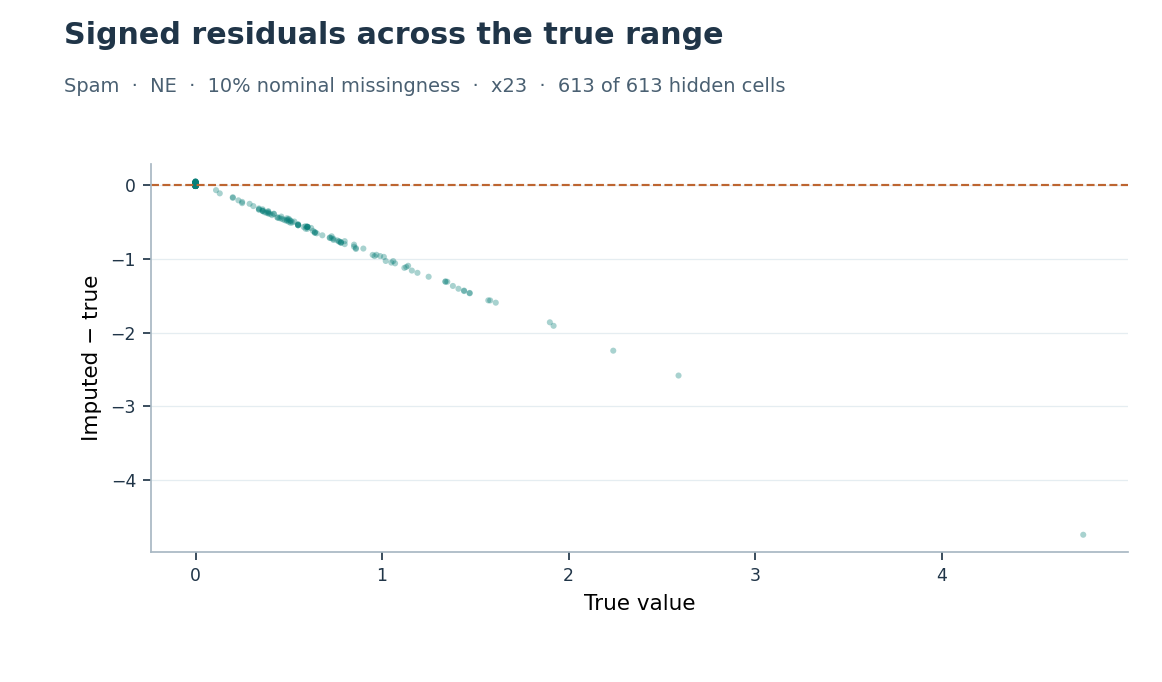 Signed residuals across the true range
Spam · NE · 10% nominal missingness · x23 · 613 of 613 hidden cells
Imputed − true
0
−1
−2
−3
−4
0 1 2 3 4
True value